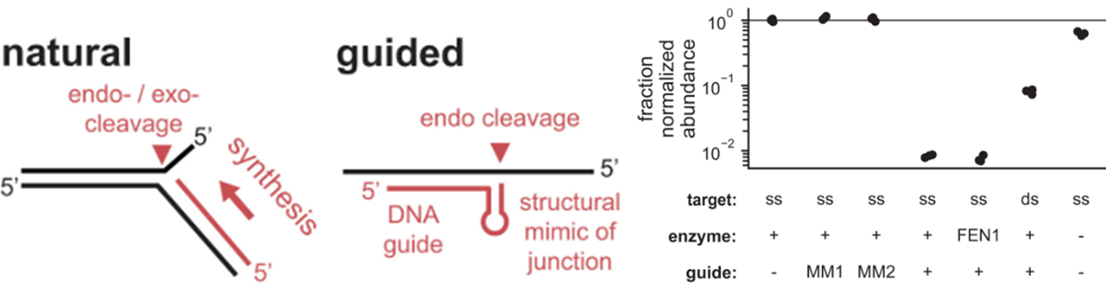 natural
endo- / exo-
cleavage
5'
5'
synthesis
5'
guided
endo cleavage
5'
5'
DNA
guide
structural
mimic of
junction
fraction
normalized
abundance
10⁰
10⁻¹
10⁻²
target: ss ss ss ss ss ds ss
enzyme: + + + + FEN1 + -
guide: - MM1 MM2 + + + -